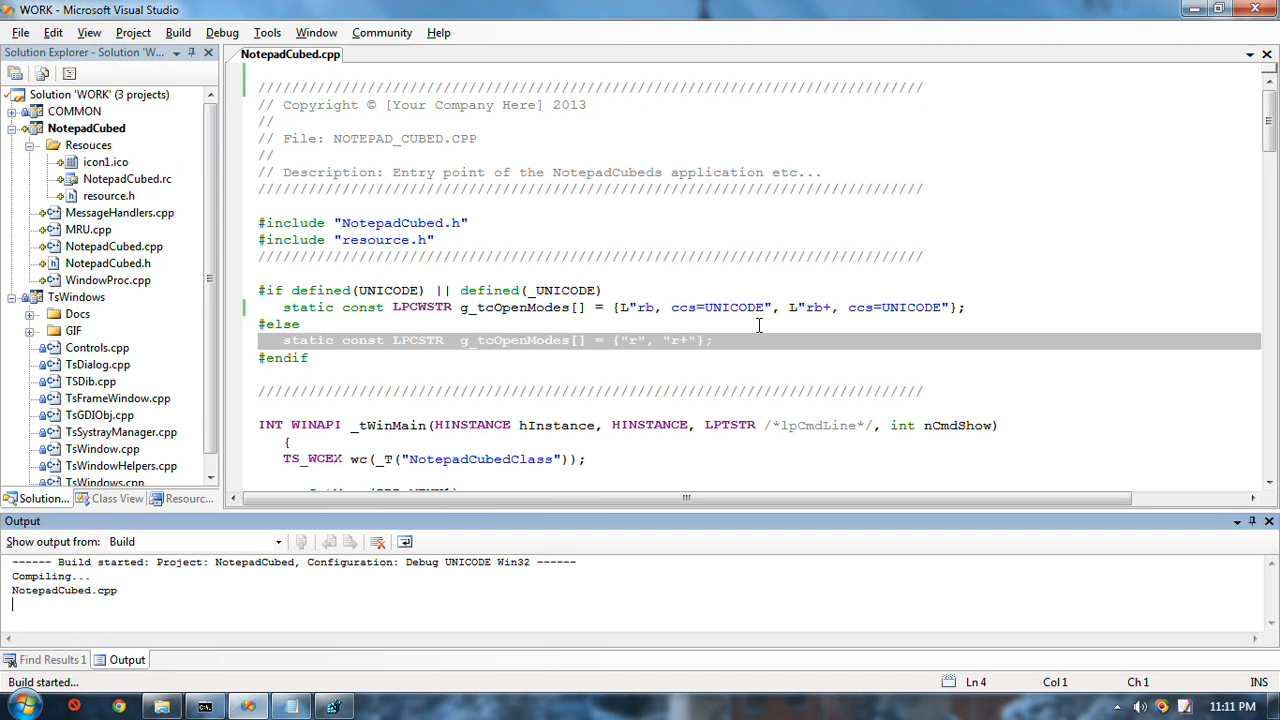 WORK - Microsoft Visual Studio
File Edit View Project Build Debug Tools Window Community Help
Solution Explorer - Solution 'W...
Solution 'WORK' (3 projects)
COMMON
NotepadCubed
Resouces
icon1.ico
NotepadCubed.rc
resource.h
MessageHandlers.cpp
MRU.cpp
NotepadCubed.cpp
NotepadCubed.h
WindowProc.cpp
TsWindows
Docs
GIF
Controls.cpp
TsDialog.cpp
TSDib.cpp
TsFrameWindow.cpp
TsGDIObj.cpp
TsSystrayManager.cpp
TsWindow.cpp
TsWindowHelpers.cpp
TsWindows.cpp
Solution... Class View Resourc...
NotepadCubed.cpp
///////////////////////////////////////////////////////////////////////////////
// Copyright © [Your Company Here] 2013
//
// File: NOTEPAD_CUBED.CPP
//
// Description: Entry point of the NotepadCubeds application etc...
///////////////////////////////////////////////////////////////////////////////
#include "NotepadCubed.h"
#include "resource.h"
///////////////////////////////////////////////////////////////////////////////
#if defined(UNICODE) || defined(_UNICODE)
static const LPCWSTR g_tcOpenModes[] = {L"rb, ccs=UNICODE", L"rb+, ccs=UNICODE"};
#else
static const LPCSTR  g_tcOpenModes[] = {"r", "r+"};
#endif
///////////////////////////////////////////////////////////////////////////////
INT WINAPI _tWinMain(HINSTANCE hInstance, HINSTANCE, LPTSTR /*lpCmdLine*/, int nCmdShow)
{
TS_WCEX wc(_T("NotepadCubedClass"));
Output
Show output from: Build
------ Build started: Project: NotepadCubed, Configuration: Debug UNICODE Win32 ------
Compiling...
NotepadCubed.cpp
Find Results 1 Output
Build started... Ln 4 Col 1 Ch 1 INS
11:11 PM